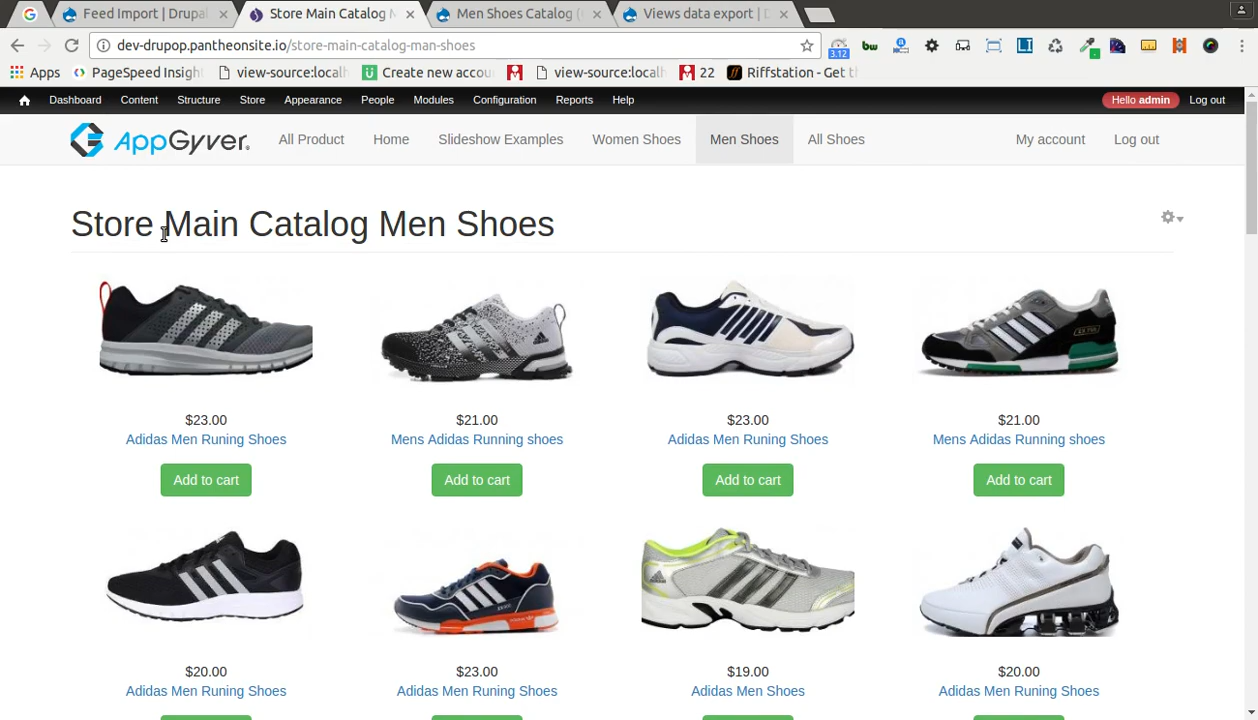 Feed Import | Drupal
Store Main Catalog M
Men Shoes Catalog (
Views data export | D
dev-drupop.pantheonsite.io/store-main-catalog-man-shoes
3.12
bw
LI
Apps
PageSpeed Insigh
view-source:locall
Create new accou
view-source:locall
22
Riffstation - Get t
Dashboard Content Structure Store Appearance People Modules Configuration Reports Help
Hello admin Log out
AppGyver
All Product Home Slideshow Examples Women Shoes Men Shoes All Shoes My account Log out
Store Main Catalog Men Shoes
$23.00 $21.00 $23.00 $21.00
Adidas Men Runing Shoes Mens Adidas Running shoes Adidas Men Runing Shoes Mens Adidas Running shoes
Add to cart Add to cart Add to cart Add to cart
$20.00 $23.00 $19.00 $20.00
Adidas Men Runing Shoes Adidas Men Runing Shoes Adidas Men Shoes Adidas Men Runing Shoes